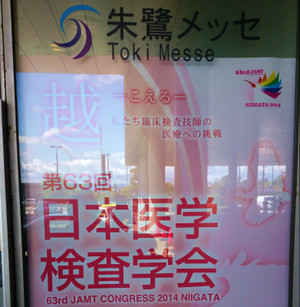 朱鷺メッセ
Toki Messe
63rd JAMT
NIIGATA 2014
越
ーこえるー
私たち臨床検査技師の
医療への挑戦
第63回
日本医学
検査学会
63rd JAMT CONGRESS 2014 NIIGATA